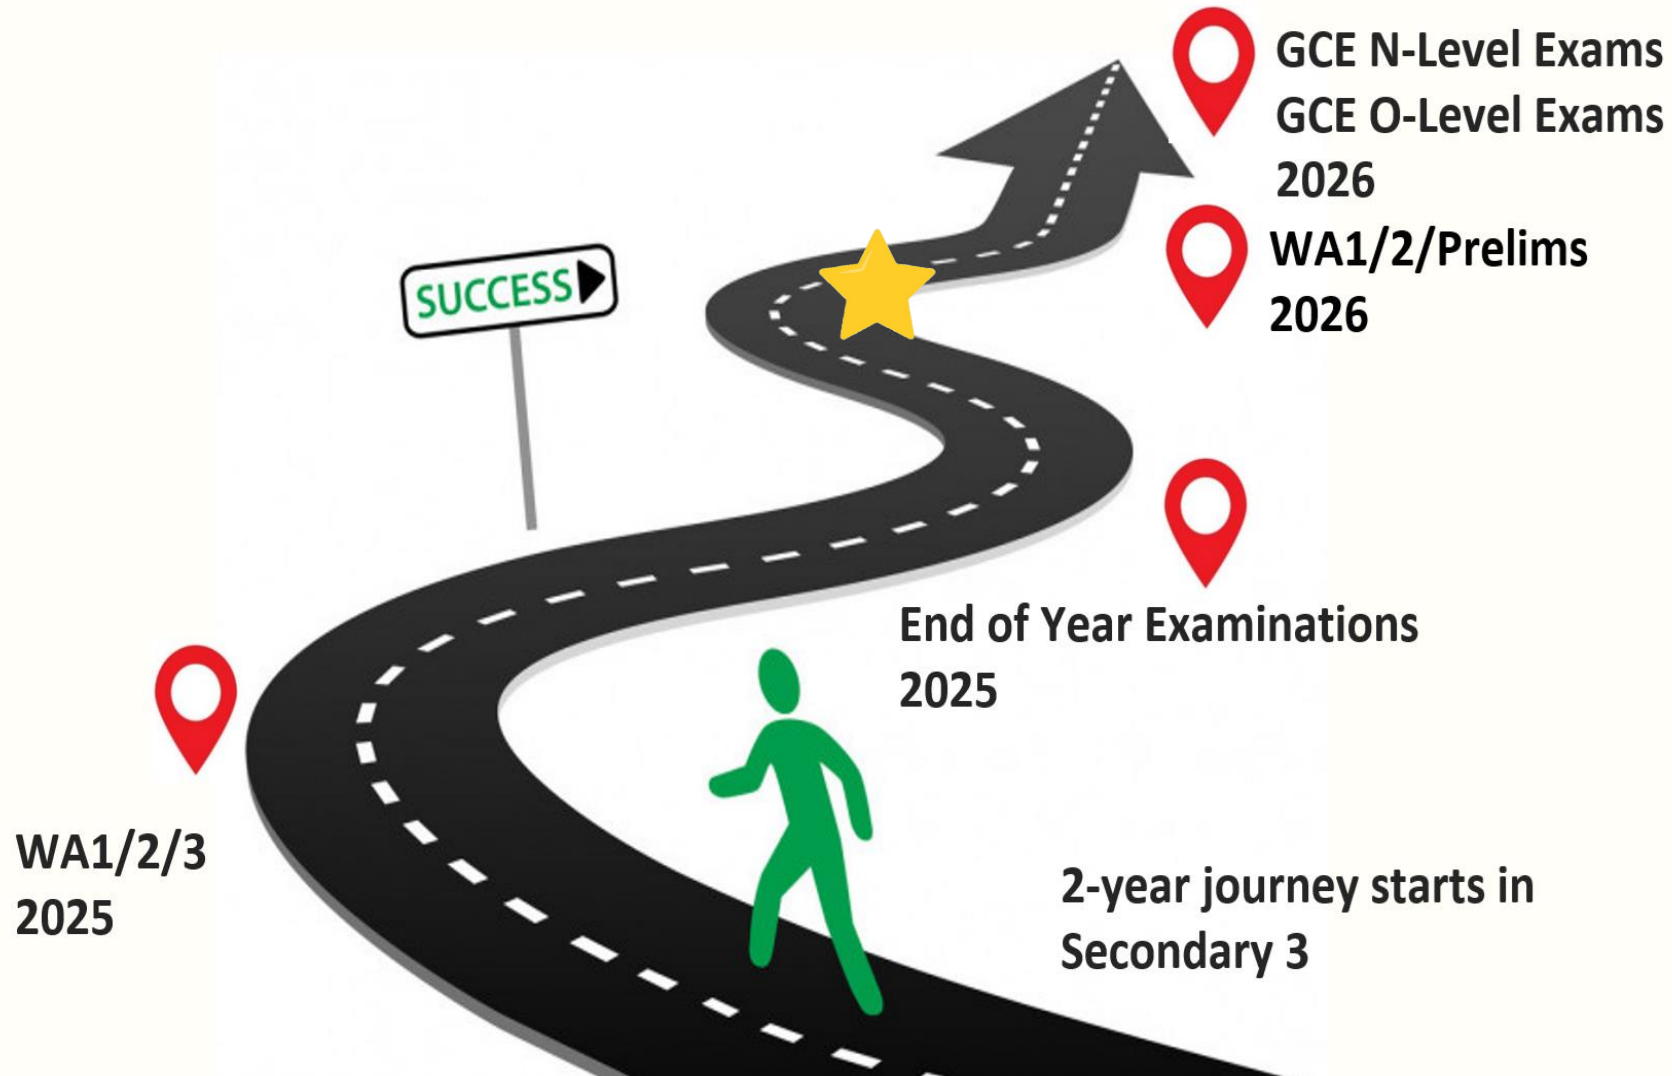 GCE N-Level Exams
GCE O-Level Exams
2026
WA1/2/Prelims
2026
SUCCESS
End of Year Examinations
2025
WA1/2/3
2025
2-year journey starts in
Secondary 3